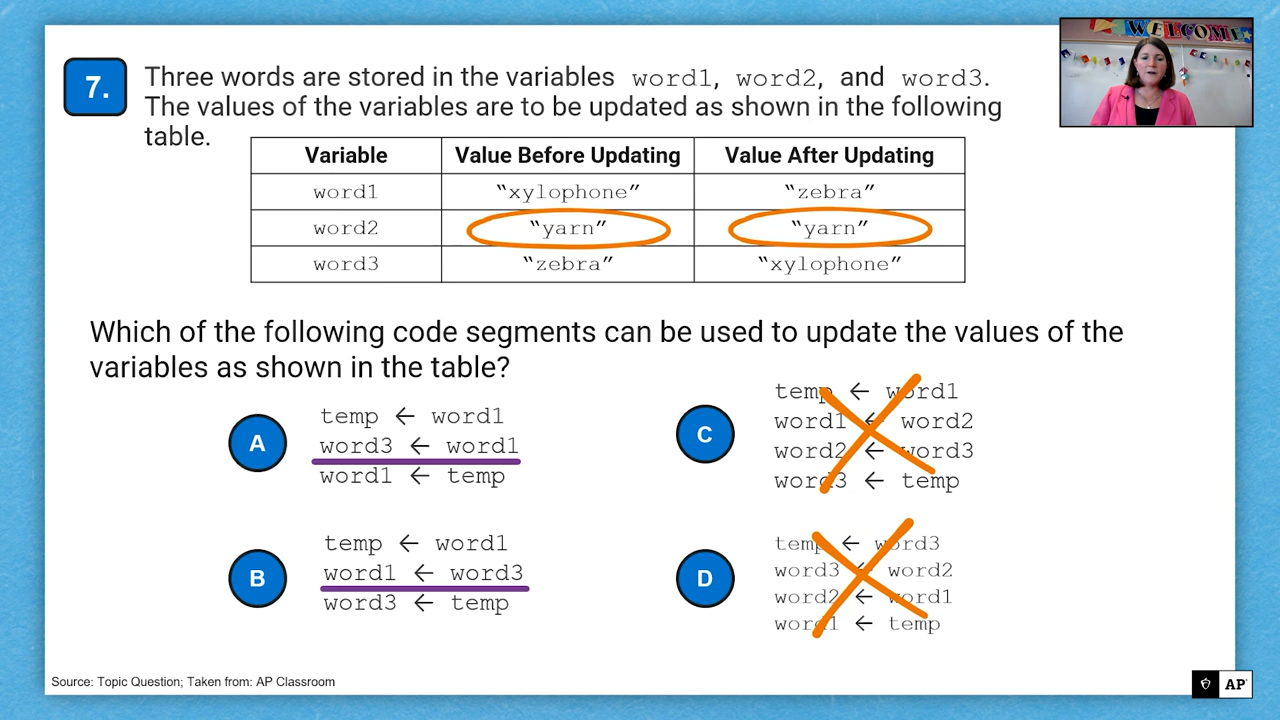 WELCOME
7.
Three words are stored in the variables word1, word2, and word3.
The values of the variables are to be updated as shown in the following
table.
Variable Value Before Updating Value After Updating
word1 “xylophone” “zebra”
word2 “yarn” “yarn”
word3 “zebra” “xylophone”
Which of the following code segments can be used to update the values of the
variables as shown in the table?
A
temp ← word1
word3 ← word1
word1 ← temp
B
temp ← word1
word1 ← word3
word3 ← temp
C
temp ← word1
word1 ← word2
word2 ← word3
word3 ← temp
D
temp ← word3
word3 ← word2
word2 ← word1
word1 ← temp
Source: Topic Question; Taken from: AP Classroom
AP